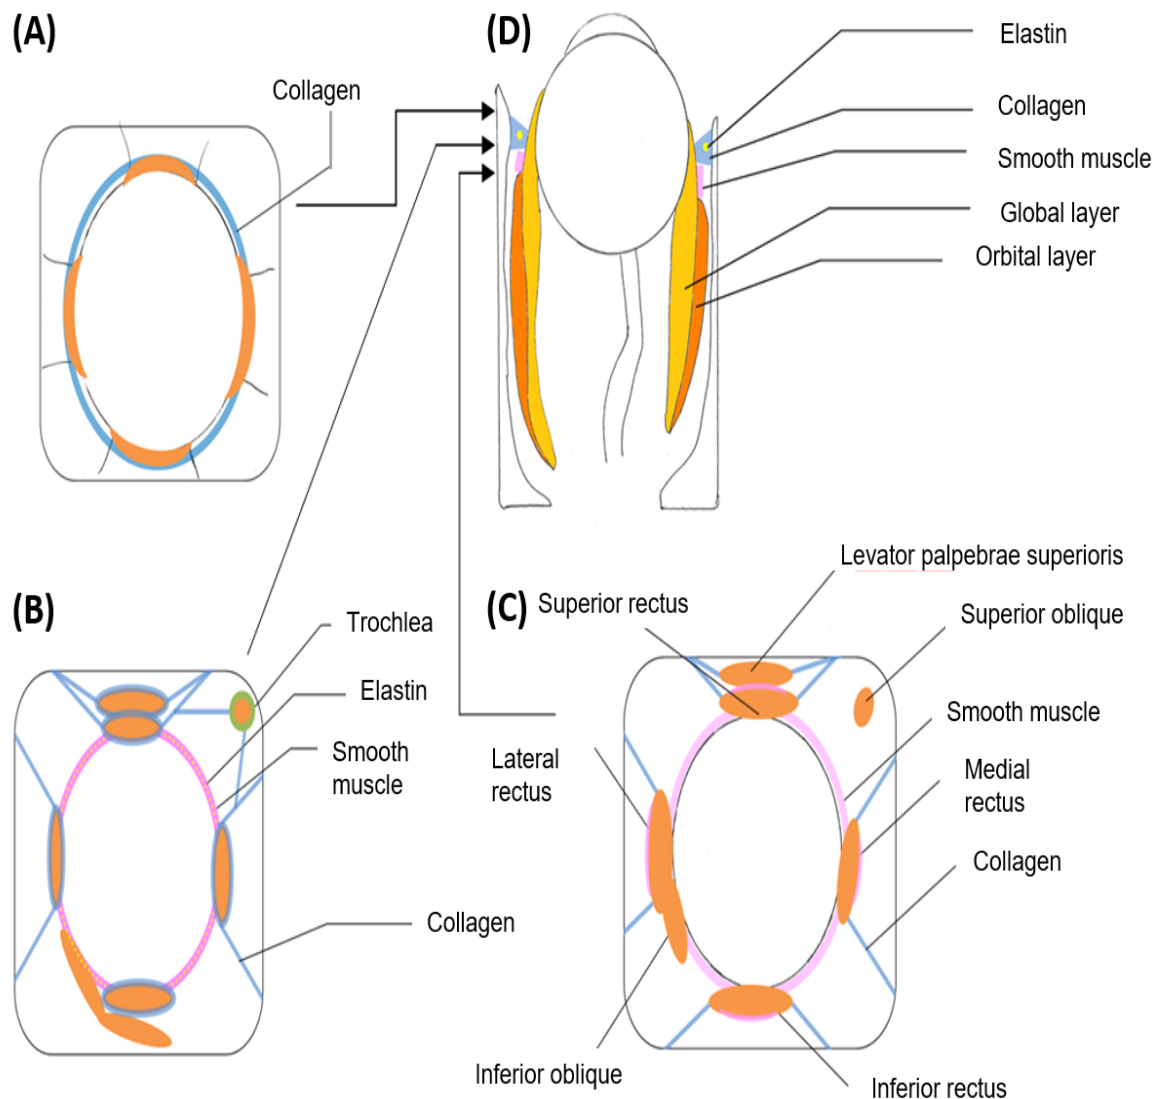 (A)
Collagen
(D)
Elastin
Collagen
Smooth muscle
Global layer
Orbital layer
(B)
Trochlea
Elastin
Smooth
muscle
Collagen
(C)
Levator palpebrae superioris
Superior rectus
Superior oblique
Smooth muscle
Lateral
rectus
Medial
rectus
Collagen
Inferior oblique
Inferior rectus